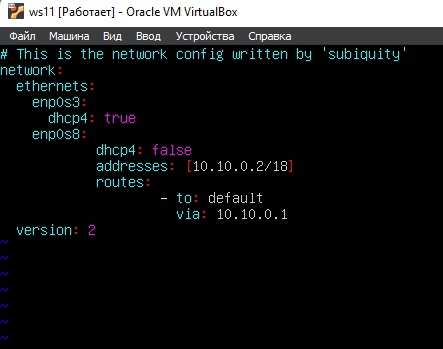 ws11 [Работает] - Oracle VM VirtualBox
Файл Машина Вид Ввод Устройства Справка
# This is the network config written by 'subiquity'
network:
  ethernets:
    enp0s3:
      dhcp4: true
    enp0s8:
            dhcp4: false
            addresses: [10.10.0.2/18]
            routes:
                    - to: default
                      via: 10.10.0.1
  version: 2
~
~
~
~
~
~